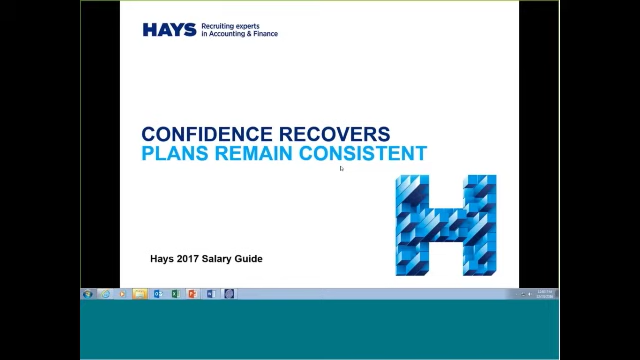 HAYS
Recruiting experts
in Accounting & Finance
CONFIDENCE RECOVERS
PLANS REMAIN CONSISTENT
Hays 2017 Salary Guide